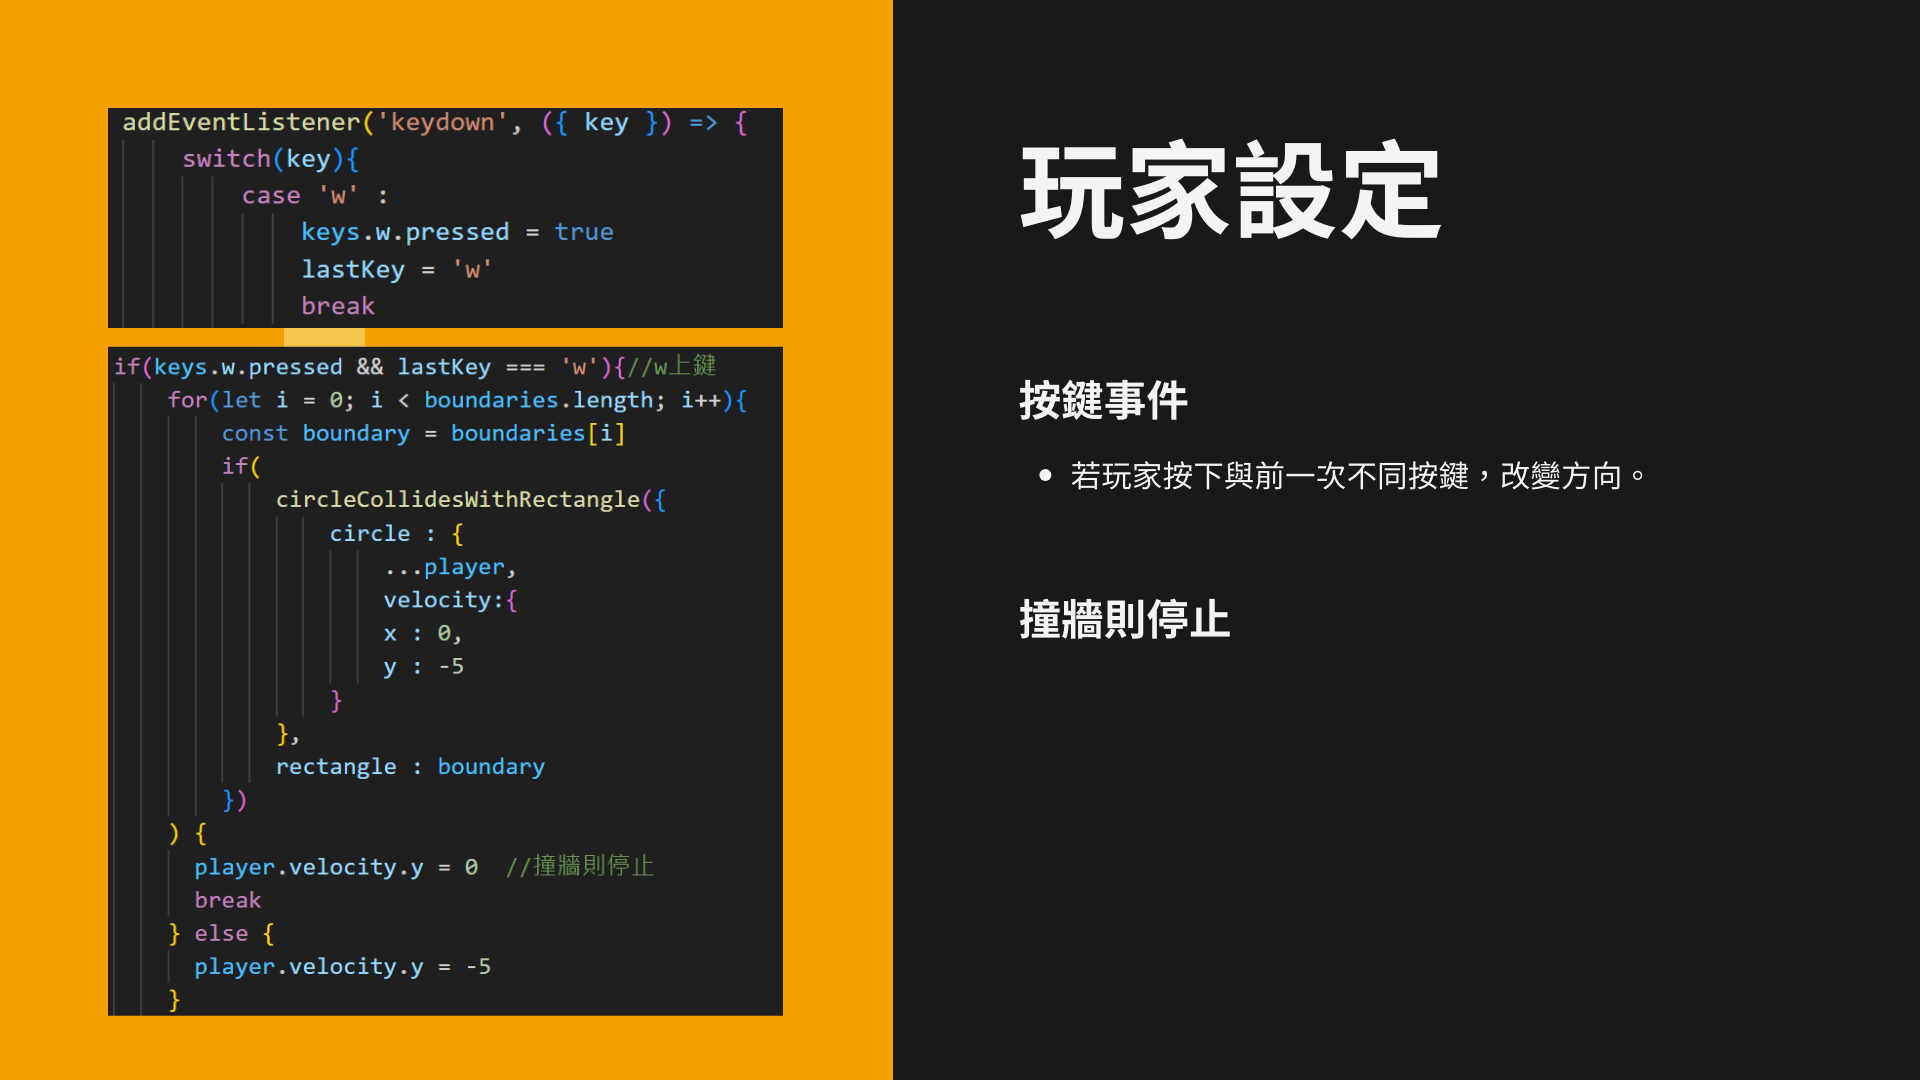 addEventListener('keydown', ({ key }) => {
switch(key){
case 'w' :
keys.w.pressed = true
lastKey = 'w'
break
if(keys.w.pressed && lastKey === 'w'){//w上鍵
for(let i = 0; i < boundaries.length; i++){
const boundary = boundaries[i]
if(
circleCollidesWithRectangle({
circle : {
...player,
velocity:{
x : 0,
y : -5
}
},
rectangle : boundary
})
) {
player.velocity.y = 0 //撞牆則停止
break
} else {
player.velocity.y = -5
}
玩家設定
按鍵事件
• 若玩家按下與前一次不同按鍵，改變方向。
撞牆則停止